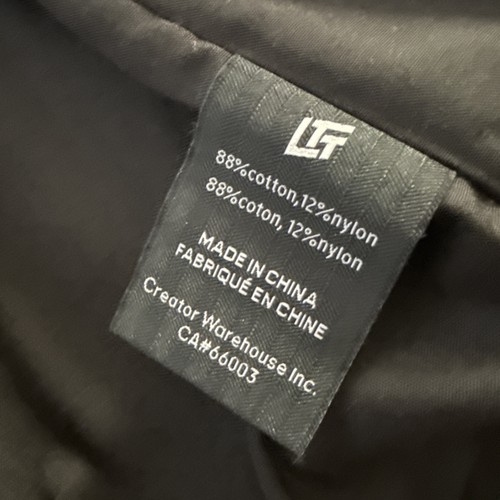 LTT
88%cotton,12%nylon
88%coton, 12%nylon
MADE IN CHINA
FABRIQUÉ EN CHINE
Creator Warehouse Inc.
CA#66003